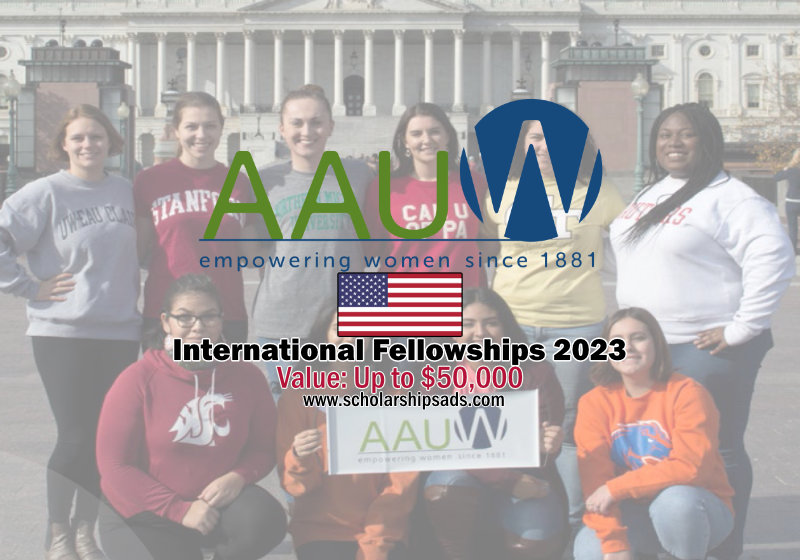 AAUW
empowering women since 1881
International Fellowships 2023
Value: Up to $50,000
www.scholarshipsads.com
STANFORD
AAUW
empowering women since 1881